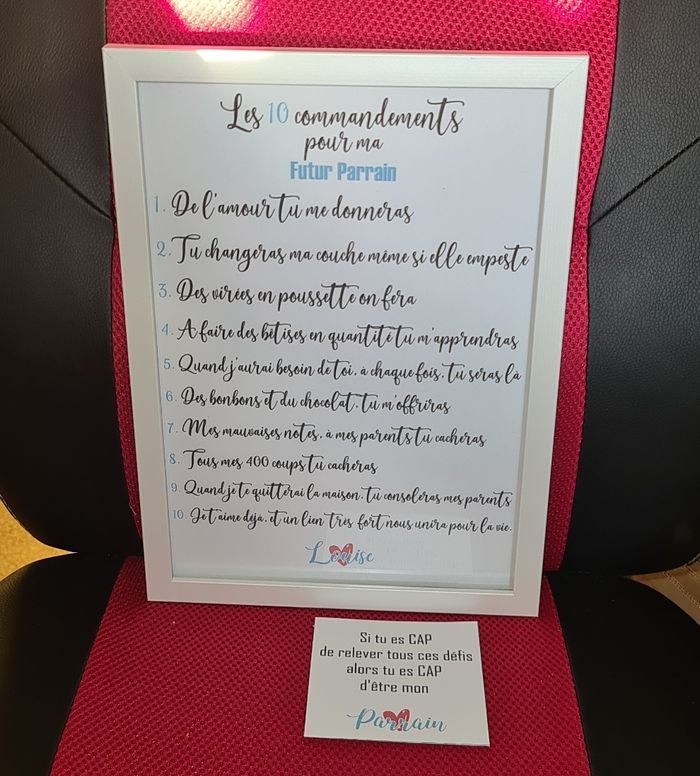 Les 10 commandements
pour ma
Futur Parrain
1. De l'amour tu me donneras
2. Tu changeras ma couche même si elle empeste
3. Des virées en poussette on fera
4. A faire des bêtises en quantité tu m'apprendras
5. Quand j'aurai besoin de toi, à chaque fois, tu seras là
6. Des bonbons et du chocolat, tu m'offriras
7. Mes mauvaises notes, à mes parents tu cacheras
8. Tous mes 400 coups tu cacheras
9. Quand je te quitterai la maison, tu consoleras mes parents
10. Je t'aime déjà, et un lien très fort nous unira pour la vie.
Louise
Si tu es CAP
de relever tous ces défis
alors tu es CAP
d'être mon
Parrain